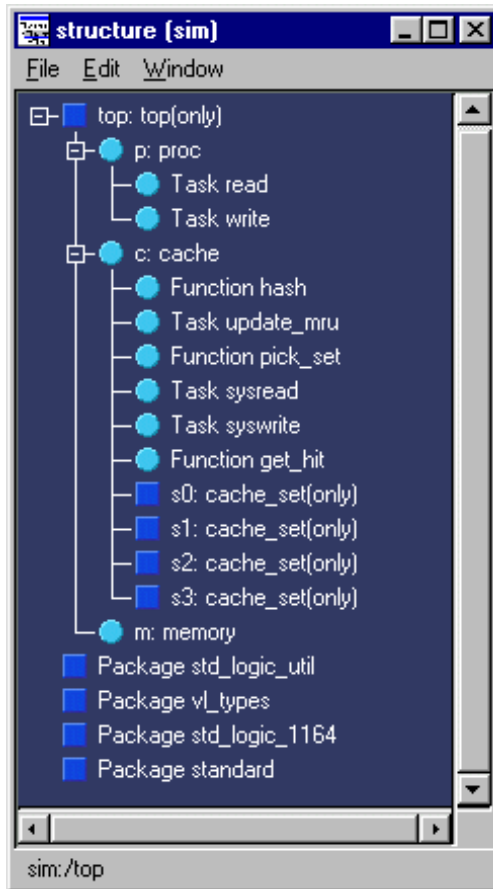 structure (sim)
File Edit Window
top: top(only)
p: proc
Task read
Task write
c: cache
Function hash
Task update_mru
Function pick_set
Task sysread
Task syswrite
Function get_hit
s0: cache_set(only)
s1: cache_set(only)
s2: cache_set(only)
s3: cache_set(only)
m: memory
Package std_logic_util
Package vl_types
Package std_logic_1164
Package standard
sim:/top